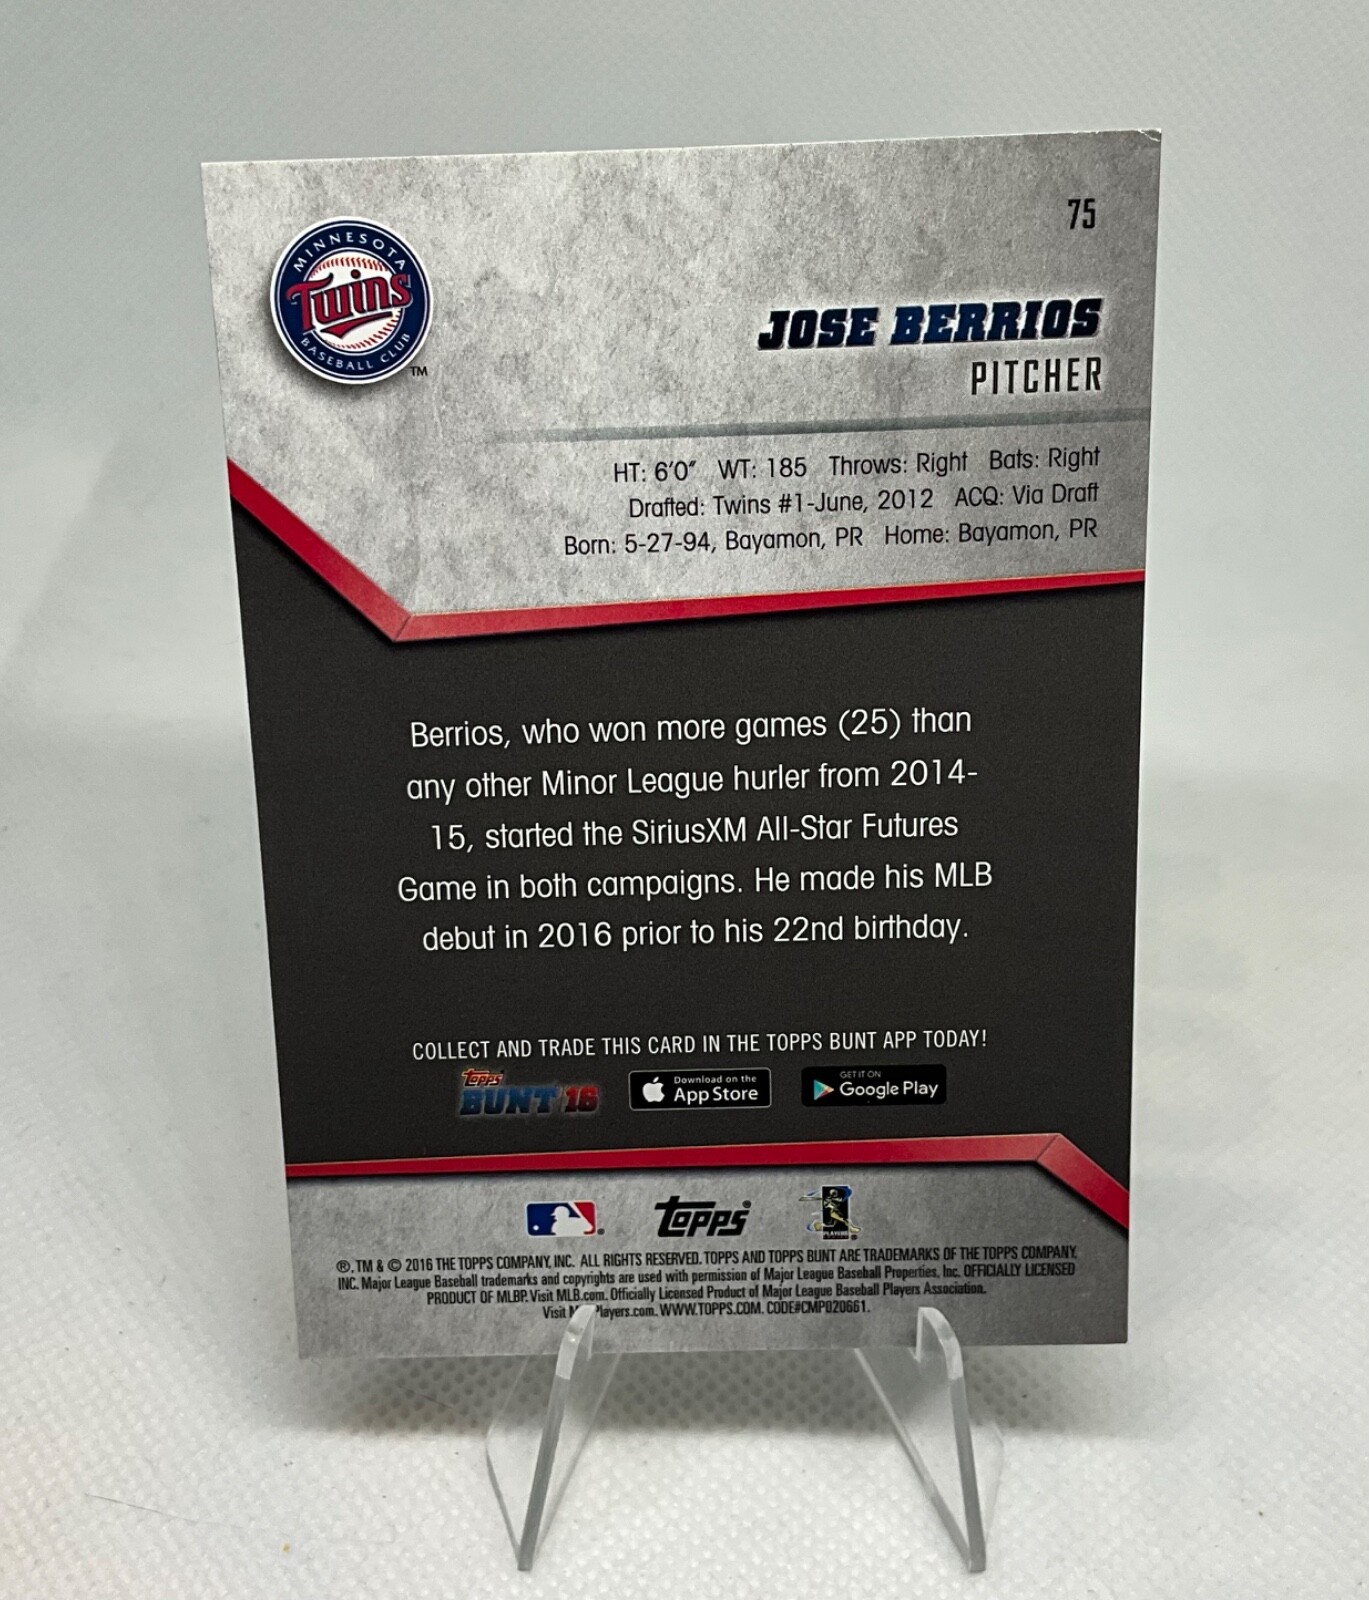 75
MINNESOTA
Twins
BASEBALL CLUB
TM
JOSE BERRIOS
PITCHER
HT: 6'0" WT: 185 Throws: Right Bats: Right
Drafted: Twins #1-June, 2012 ACQ: Via Draft
Born: 5-27-94, Bayamon, PR Home: Bayamon, PR
Berrios, who won more games (25) than
any other Minor League hurler from 2014-
15, started the SiriusXM All-Star Futures
Game in both campaigns. He made his MLB
debut in 2016 prior to his 22nd birthday.
COLLECT AND TRADE THIS CARD IN THE TOPPS BUNT APP TODAY!
Topps
BUNT 16
Download on the
App Store
GET IT ON
Google Play
Topps®
PLAYERS
®, TM & © 2016 THE TOPPS COMPANY, INC. ALL RIGHTS RESERVED. TOPPS AND TOPPS BUNT ARE TRADEMARKS OF THE TOPPS COMPANY,
INC. Major League Baseball trademarks and copyrights are used with permission of Major League Baseball Properties, Inc. OFFICIALLY LICENSED
PRODUCT OF MLBP. Visit MLB.com. Officially Licensed Product of Major League Baseball Players Association.
Visit layers.com. WWW.TOPPS.COM. CODE#CMP020661.